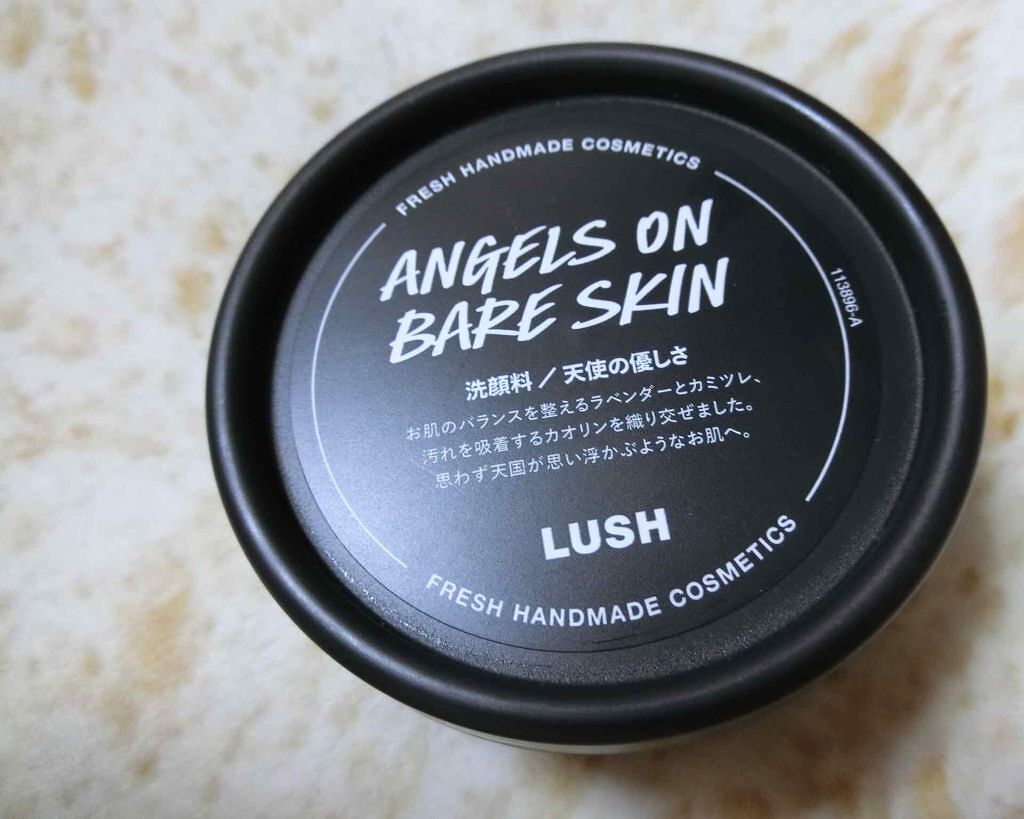 FRESH HANDMADE COSMETICS
ANGELS ON
BARE SKIN
洗顔料／天使の優しさ
お肌のバランスを整えるラベンダーとカミツレ、
汚れを吸着するカオリンを織り交ぜました。
思わず天国が思い浮かぶようなお肌へ。
LUSH
FRESH HANDMADE COSMETICS
113896-A